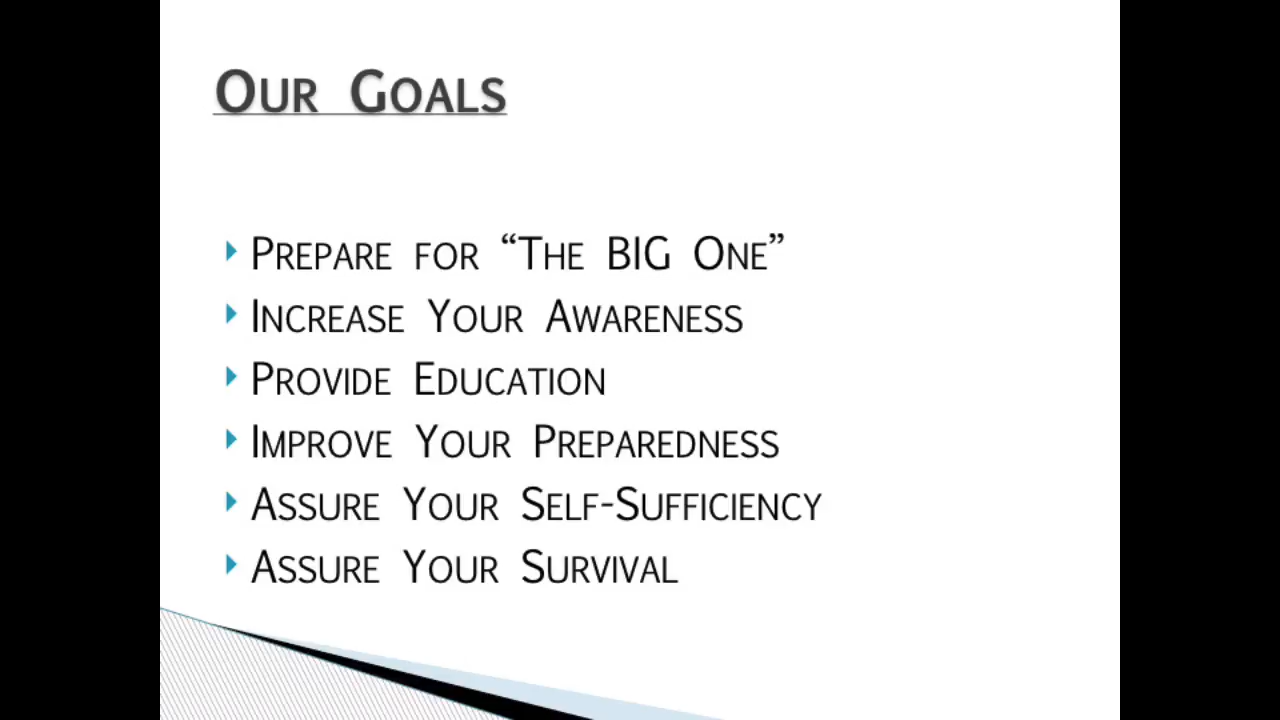 Our Goals
Prepare for “The BIG One”
Increase Your Awareness
Provide Education
Improve Your Preparedness
Assure Your Self-Sufficiency
Assure Your Survival